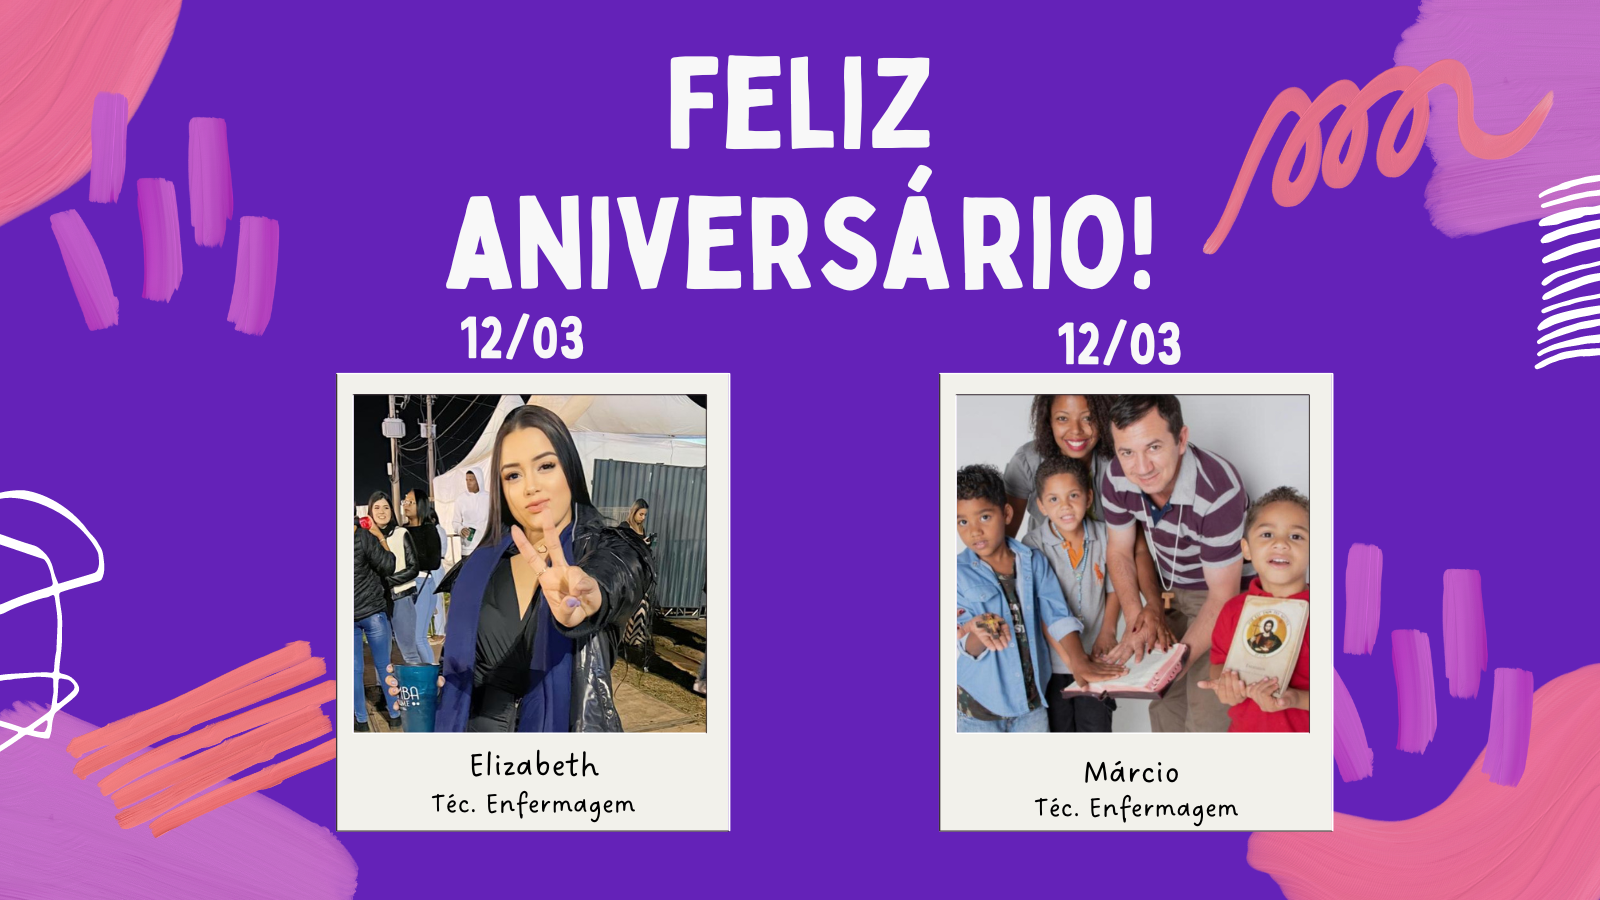 FELIZ
ANIVERSÁRIO!
12/03
12/03
Elizabeth
Téc. Enfermagem
Márcio
Téc. Enfermagem